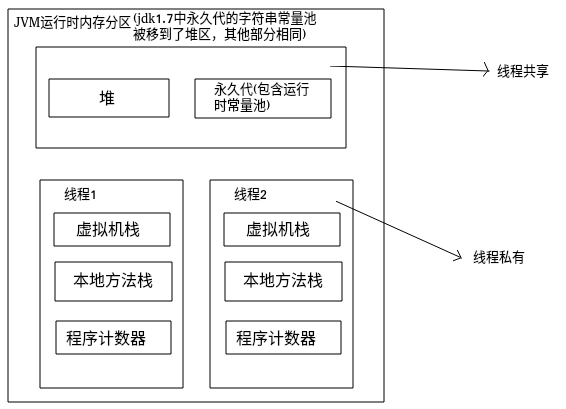 JVM运行时内存分区(jdk1.7中永久代的字符串常量池
被移到了堆区，其他部分相同)
线程共享
堆
永久代(包含运行
时常量池)
线程1
线程2
虚拟机栈
虚拟机栈
线程私有
本地方法栈
本地方法栈
程序计数器
程序计数器